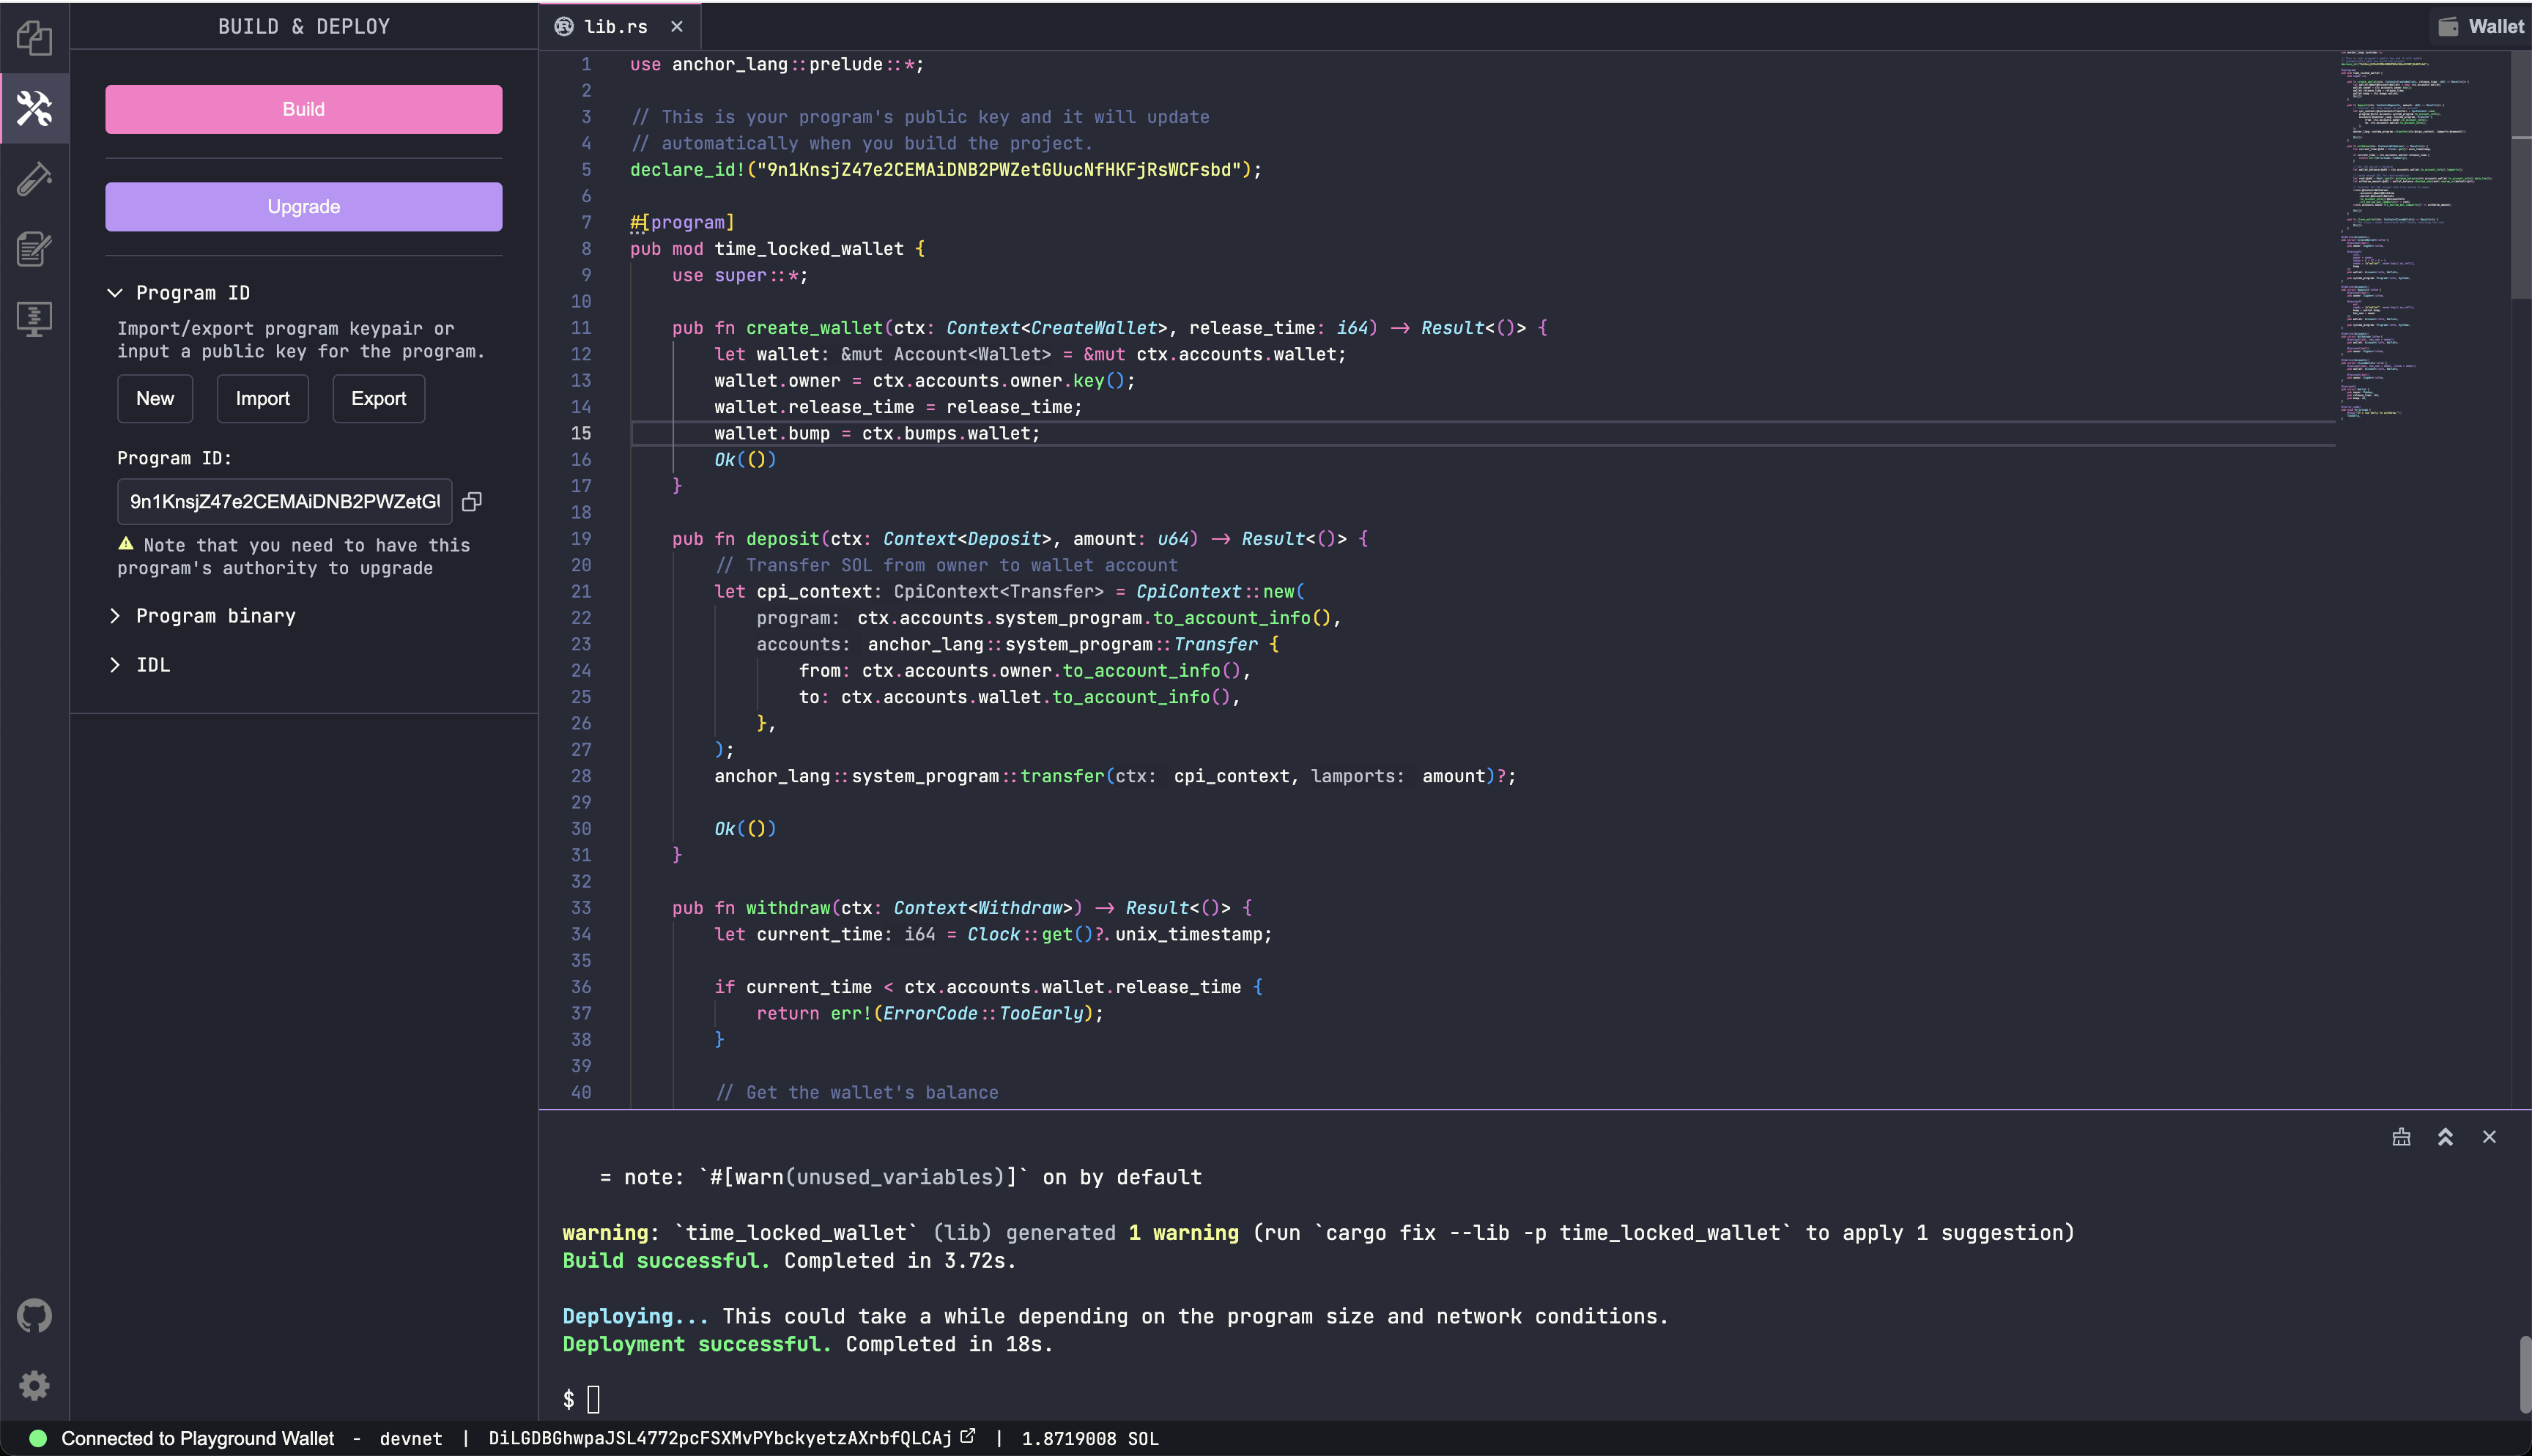 BUILD & DEPLOY
Build
Upgrade
Program ID
Import/export program keypair or
input a public key for the program.
New
Import
Export
Program ID:
9n1KnsjZ47e2CEMAiDNB2PWZetGU
Note that you need to have this
program's authority to upgrade
Program binary
IDL
lib.rs
Wallet
1 use anchor_lang::prelude::*;
2
3 // This is your program's public key and it will update
4 // automatically when you build the project.
5 declare_id!("9n1KnsjZ47e2CEMAiDNB2PWZetGUucNfHKFjRsWCFsbd");
6
7 #[program]
8 pub mod time_locked_wallet {
9 use super::*;
10
11 pub fn create_wallet(ctx: Context<CreateWallet>, release_time: i64) -> Result<()> {
12 let wallet: &mut Account<Wallet> = &mut ctx.accounts.wallet;
13 wallet.owner = ctx.accounts.owner.key();
14 wallet.release_time = release_time;
15 wallet.bump = ctx.bumps.wallet;
16 Ok(())
17 }
18
19 pub fn deposit(ctx: Context<Deposit>, amount: u64) -> Result<()> {
20 // Transfer SOL from owner to wallet account
21 let cpi_context: CpiContext<Transfer> = CpiContext::new(
22 program: ctx.accounts.system_program.to_account_info(),
23 accounts: anchor_lang::system_program::Transfer {
24 from: ctx.accounts.owner.to_account_info(),
25 to: ctx.accounts.wallet.to_account_info(),
26 },
27 );
28 anchor_lang::system_program::transfer(ctx: cpi_context, lamports: amount)?;
29
30 Ok(())
31 }
32
33 pub fn withdraw(ctx: Context<Withdraw>) -> Result<()> {
34 let current_time: i64 = Clock::get()?.unix_timestamp;
35
36 if current_time < ctx.accounts.wallet.release_time {
37 return err!(ErrorCode::TooEarly);
38 }
39
40 // Get the wallet's balance
= note: `#[warn(unused_variables)]` on by default
warning: `time_locked_wallet` (lib) generated 1 warning (run `cargo fix --lib -p time_locked_wallet` to apply 1 suggestion)
Build successful. Completed in 3.72s.
Deploying... This could take a while depending on the program size and network conditions.
Deployment successful. Completed in 18s.
$
Connected to Playground Wallet - devnet | DiLGDBGhwpaJSL4772pcFSXMvPYbckyetzAXrbfQLCAj | 1.8719008 SOL